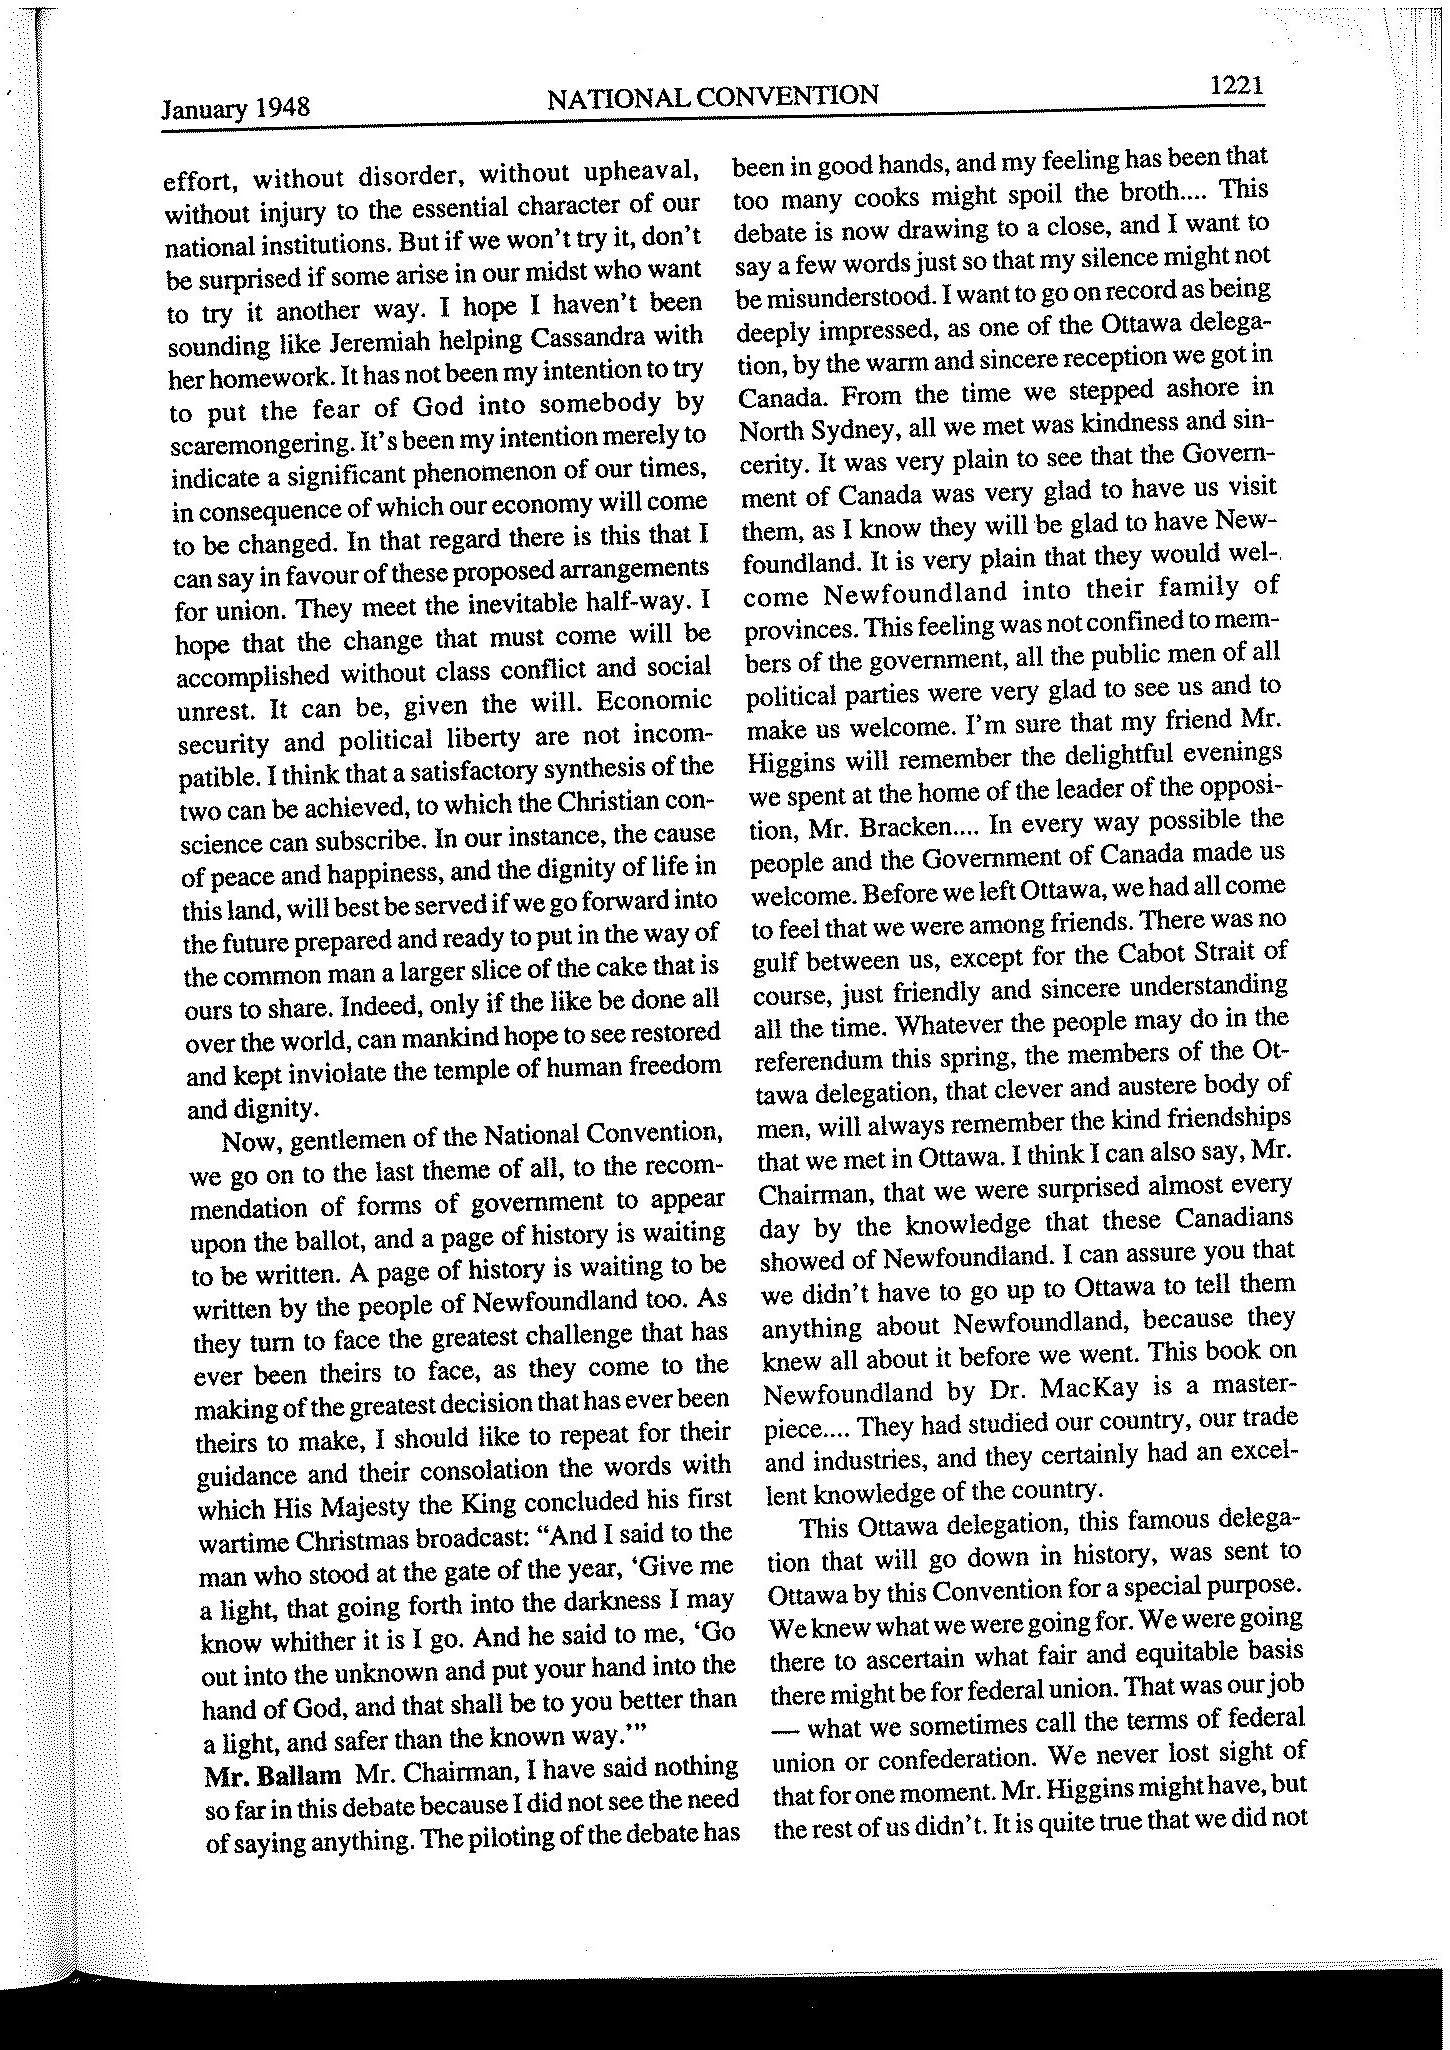 January 1948
NATIONAL CONVENTION
1221
effort, without disorder, without upheaval,
without injury to the essential character of our
national institutions. But if we won't try it, don't
be surprised if some arise in our midst who want
to try it another way. I hope I haven't been
sounding like Jeremiah helping Cassandra with
her homework. It has not been my intention to try
to put the fear of God into somebody by
scaremongering. It's been my intention merely to
indicate a significant phenomenon of our times,
in consequence of which our economy will come
to be changed. In that regard there is this that I
can say in favour of these proposed arrangements
for union. They meet the inevitable half-way. I
hope that the change that must come will be
accomplished without class conflict and social
unrest. It can be, given the will. Economic
security and political liberty are not incom-
patible. I think that a satisfactory synthesis of the
two can be achieved, to which the Christian con-
science can subscribe. In our instance, the cause
of peace and happiness, and the dignity of life in
this land, will best be served if we go forward into
the future prepared and ready to put in the way of
the common man a larger slice of the cake that is
ours to share. Indeed, only if the like be done all
over the world, can mankind hope to see restored
and kept inviolate the temple of human freedom
and dignity.
Now, gentlemen of the National Convention,
we go on to the last theme of all, to the recom-
mendation of forms of government to appear
upon the ballot, and a page of history is waiting
to be written. A page of history is waiting to be
written by the people of Newfoundland too. As
they turn to face the greatest challenge that has
ever been theirs to face, as they come to the
making of the greatest decision that has ever been
theirs to make, I should like to repeat for their
guidance and their consolation the words with
which His Majesty the King concluded his first
wartime Christmas broadcast: "And I said to the
man who stood at the gate of the year, 'Give me
a light, that going forth into the darkness I may
know whither it is I go. And he said to me, 'Go
out into the unknown and put your hand into the
hand of God, and that shall be to you better than
a light, and safer than the known way.'"
Mr. Ballam Mr. Chairman, I have said nothing
so far in this debate because I did not see the need
of saying anything. The piloting of the debate has
been in good hands, and my feeling has been that
too many cooks might spoil the broth.... This
debate is now drawing to a close, and I want to
say a few words just so that my silence might not
be misunderstood. I want to go on record as being
deeply impressed, as one of the Ottawa delega-
tion, by the warm and sincere reception we got in
Canada. From the time we stepped ashore in
North Sydney, all we met was kindness and sin-
cerity. It was very plain to see that the Govern-
ment of Canada was very glad to have us visit
them, as I know they will be glad to have New-
foundland. It is very plain that they would wel-
come Newfoundland into their family of
provinces. This feeling was not confined to mem-
bers of the government, all the public men of all
political parties were very glad to see us and to
make us welcome. I'm sure that my friend Mr.
Higgins will remember the delightful evenings
we spent at the home of the leader of the opposi-
tion, Mr. Bracken.... In every way possible the
people and the Government of Canada made us
welcome. Before we left Ottawa, we had all come
to feel that we were among friends. There was no
gulf between us, except for the Cabot Strait of
course, just friendly and sincere understanding
all the time. Whatever the people may do in the
referendum this spring, the members of the Ot-
tawa delegation, that clever and austere body of
men, will always remember the kind friendships
that we met in Ottawa. I think I can also say, Mr.
Chairman, that we were surprised almost every
day by the knowledge that these Canadians
showed of Newfoundland. I can assure you that
we didn't have to go up to Ottawa to tell them
anything about Newfoundland, because they
knew all about it before we went. This book on
Newfoundland by Dr. MacKay is a master-
piece.... They had studied our country, our trade
and industries, and they certainly had an excel-
lent knowledge of the country.
This Ottawa delegation, this famous delega-
tion that will go down in history, was sent to
Ottawa by this Convention for a special purpose.
We knew what we were going for. We were going
there to ascertain what fair and equitable basis
there might be for federal union. That was our job
— what we sometimes call the terms of federal
union or confederation. We never lost sight of
that for one moment. Mr. Higgins might have, but
the rest of us didn't. It is quite true that we did not